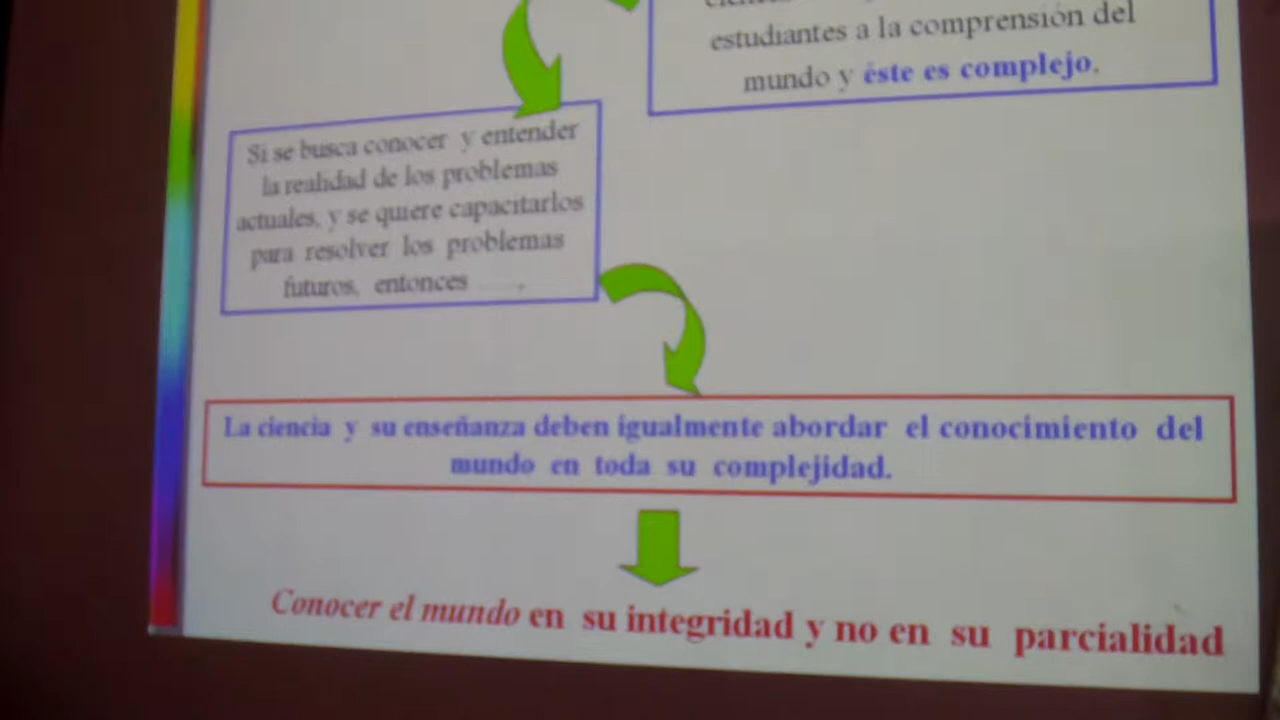 estudiantes a la comprensión del
mundo y éste es complejo.
Si se busca conocer y entender
la realidad de los problemas
actuales, y se quiere capacitarlos
para resolver los problemas
futuros, entonces
La ciencia y su enseñanza deben igualmente abordar el conocimiento del
mundo en toda su complejidad.
Conocer el mundo en su integridad y no en su parcialidad